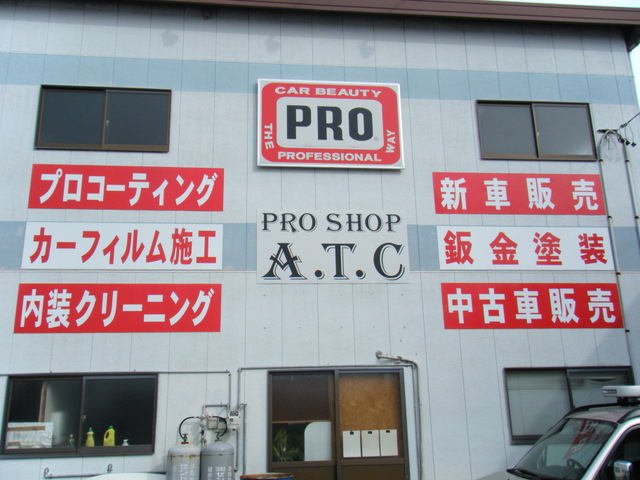 CAR BEAUTY
THE
PRO
WAY
PROFESSIONAL
プロコーティング
カーフィルム施工
内装クリーニング
PRO SHOP
A.T.C
新車販売
鈑金塗装
中古車販売